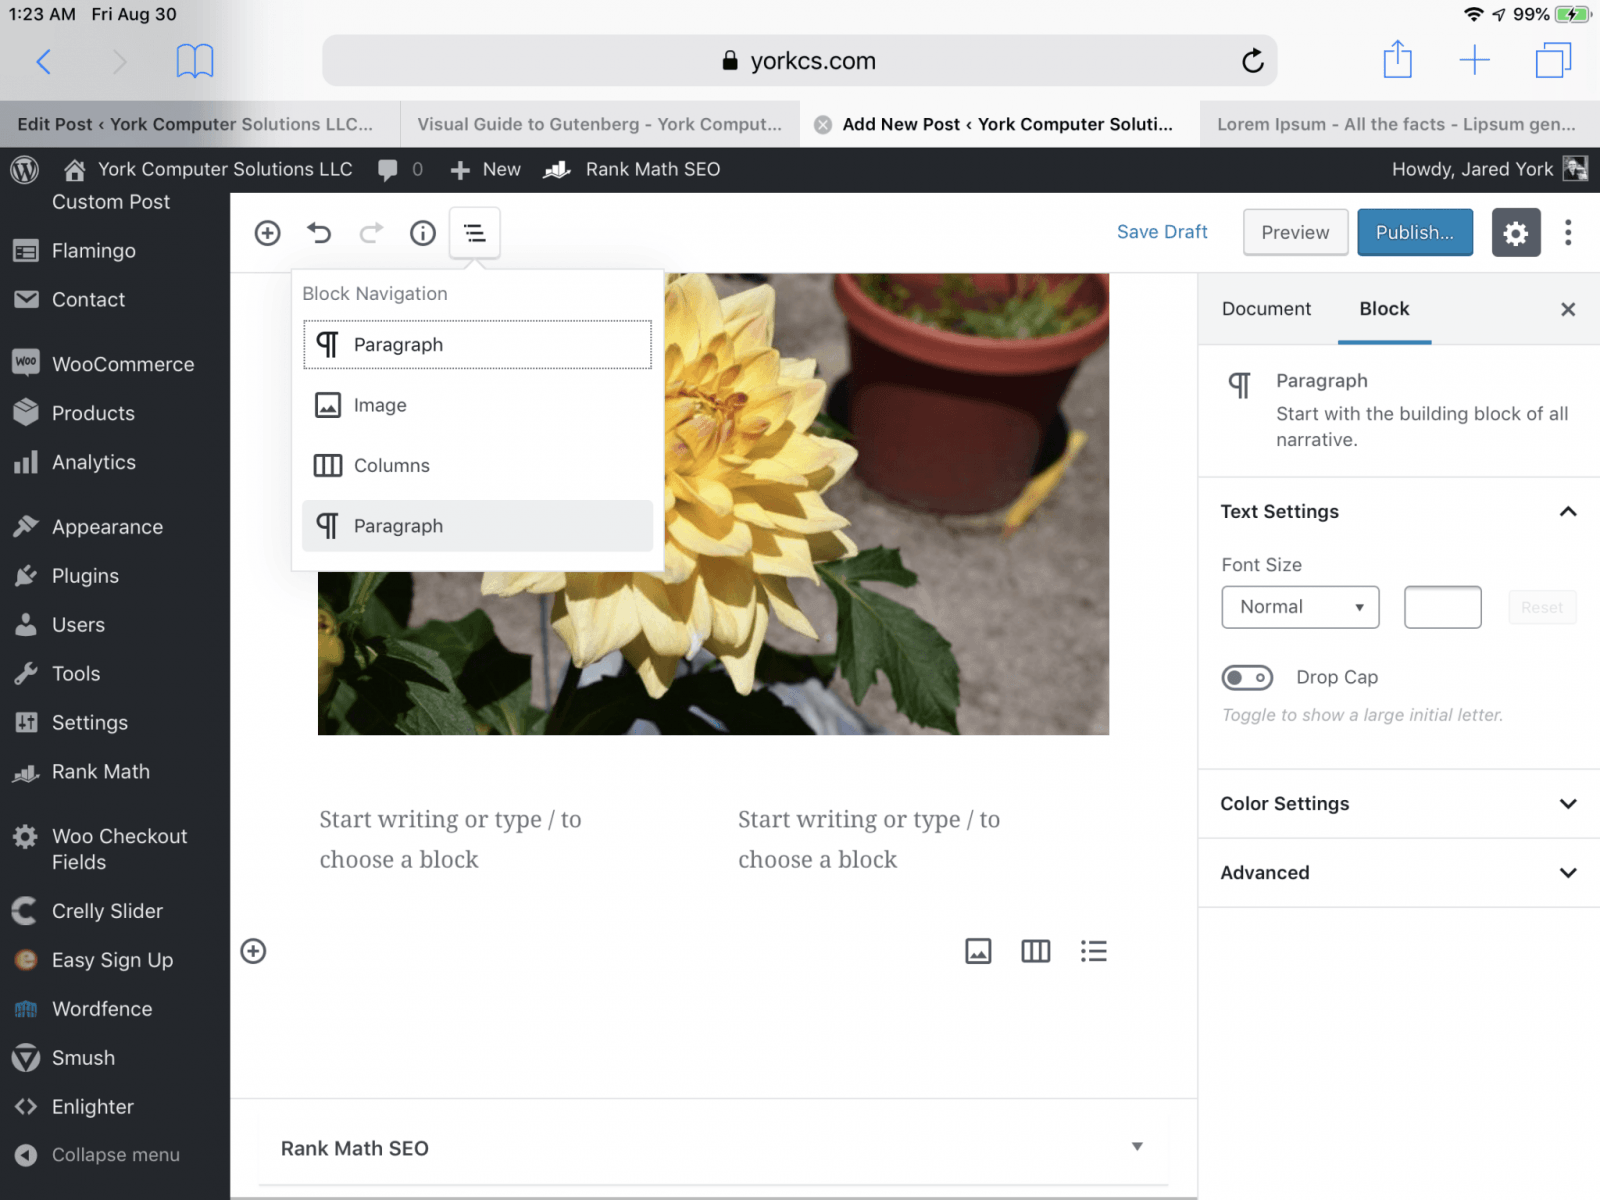 1:23 AM Fri Aug 30
99%
yorkcs.com
Edit Post ‹ York Computer Solutions LLC...
Visual Guide to Gutenberg - York Comput...
Add New Post ‹ York Computer Soluti...
Lorem Ipsum - All the facts - Lipsum gen...
York Computer Solutions LLC
0
New
Rank Math SEO
Howdy, Jared York
Custom Post
Flamingo
Contact
WooCommerce
Products
Analytics
Appearance
Plugins
Users
Tools
Settings
Rank Math
Woo Checkout
Fields
Crelly Slider
Easy Sign Up
Wordfence
Smush
Enlighter
Collapse menu
Save Draft
Preview
Publish...
Block Navigation
Paragraph
Image
Columns
Paragraph
Start writing or type / to
choose a block
Start writing or type / to
choose a block
Rank Math SEO
Document
Block
Paragraph
Start with the building block of all
narrative.
Text Settings
Font Size
Normal
Reset
Drop Cap
Toggle to show a large initial letter.
Color Settings
Advanced